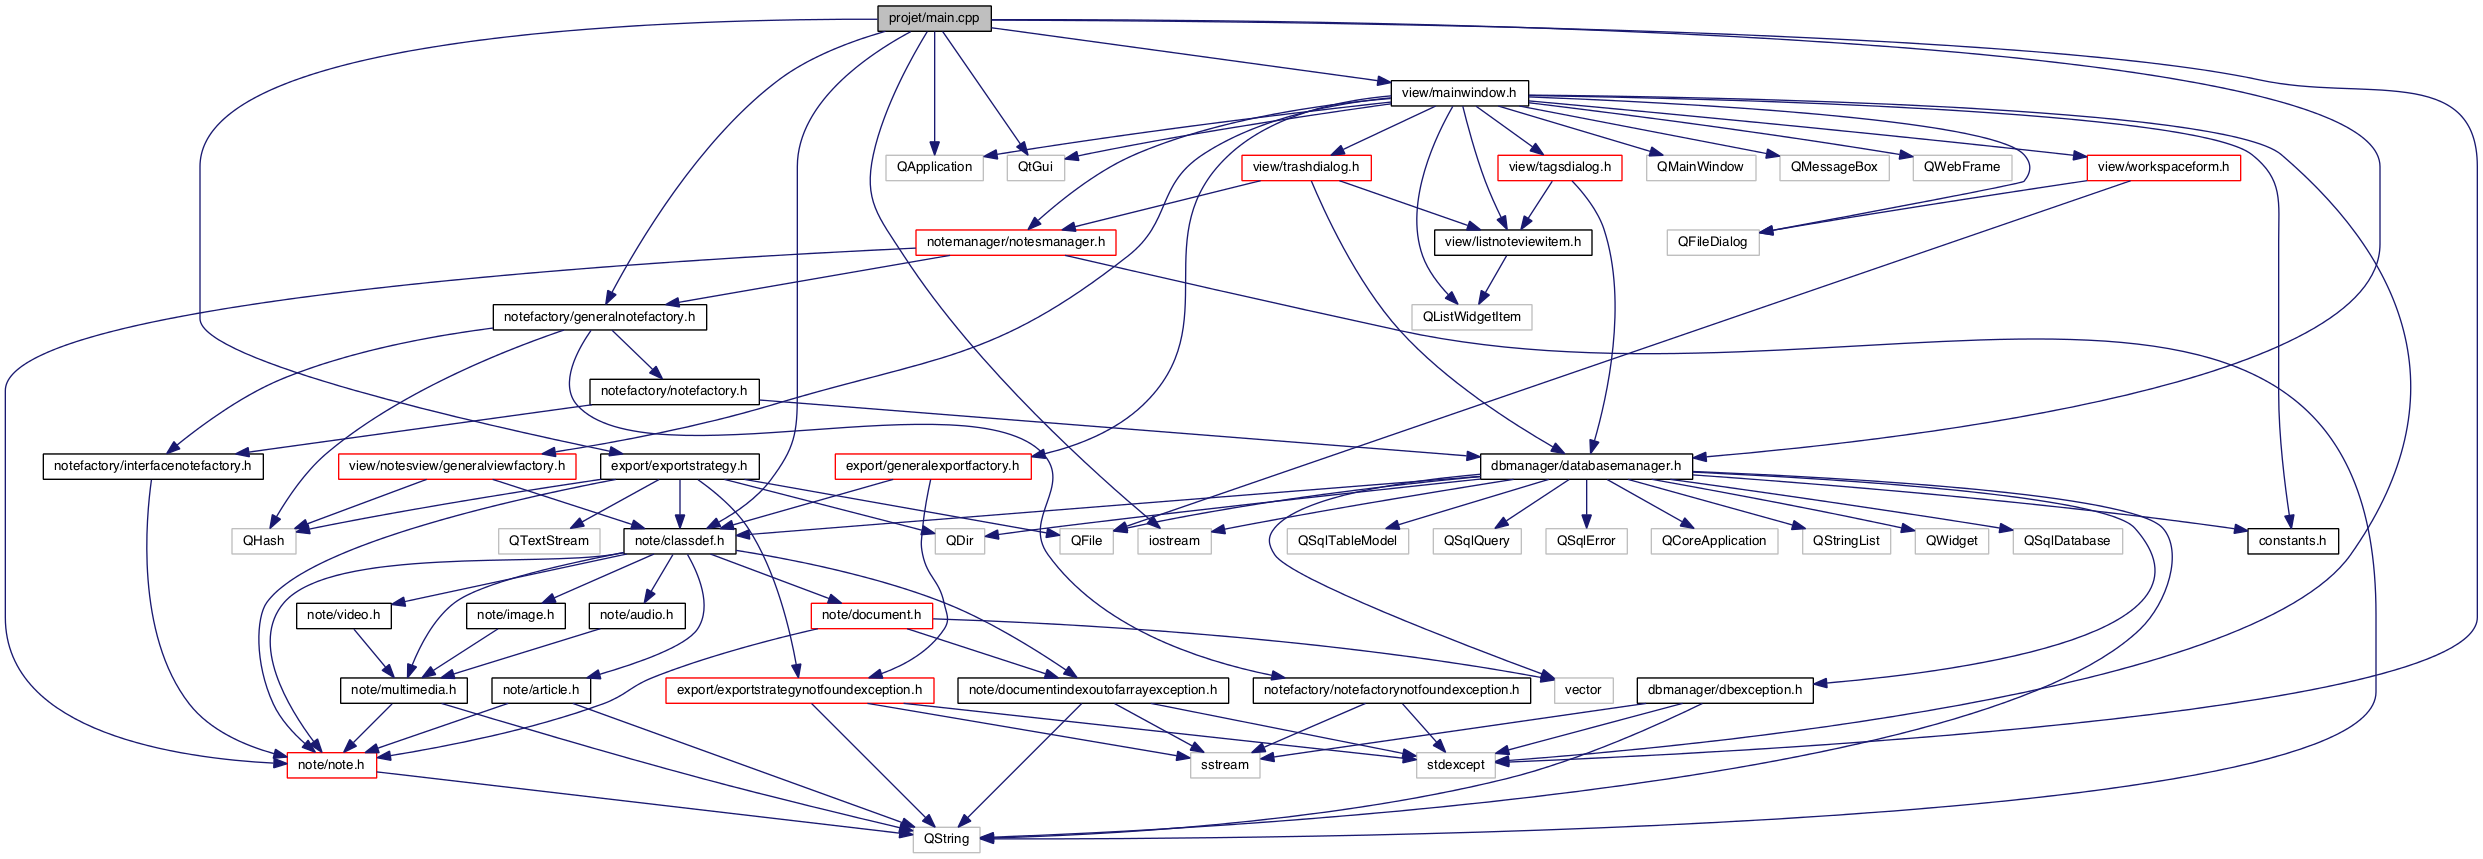 projet/main.cpp
view/mainwindow.h
QApplication
QtGui
view/trashdialog.h
view/tagsdialog.h
QMainWindow
QMessageBox
QWebFrame
view/workspaceform.h
notemanager/notesmanager.h
view/listnoteviewitem.h
QFileDialog
notefactory/generalnotefactory.h
QListWidgetItem
notefactory/notefactory.h
notefactory/interfacenotefactory.h
view/notesview/generalviewfactory.h
export/exportstrategy.h
export/generalexportfactory.h
dbmanager/databasemanager.h
QHash
QTextStream
note/classdef.h
QDir
QFile
iostream
QSqlTableModel
QSqlQuery
QSqlError
QCoreApplication
QStringList
QWidget
QSqlDatabase
constants.h
note/video.h
note/image.h
note/audio.h
note/document.h
note/multimedia.h
note/article.h
export/exportstrategynotfoundexception.h
note/documentindexoutofarrayexception.h
notefactory/notefactorynotfoundexception.h
vector
dbmanager/dbexception.h
note/note.h
sstream
stdexcept
QString